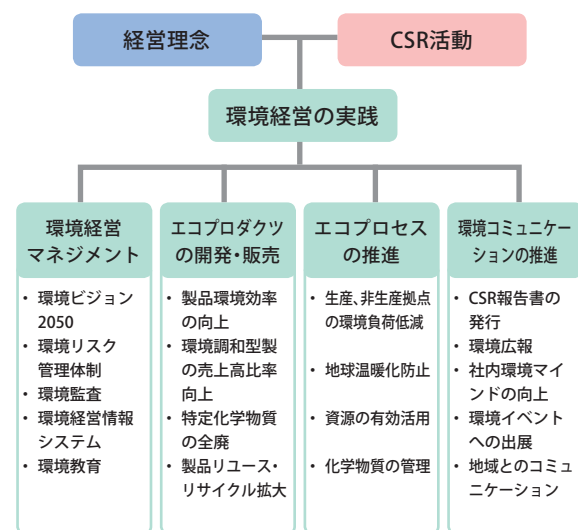 経営理念
CSR活動
環境経営の実践
環境経営
マネジメント
・ 環境ビジョン
2050
・ 環境リスク
管理体制
・ 環境監査
・ 環境経営情報
システム
・ 環境教育
エコプロダクツ
の開発・販売
・ 製品環境効率
の向上
・ 環境調和型製
の売上高比率
向上
・ 特定化学物質
の全廃
・ 製品リユース・
リサイクル拡大
エコプロセス
の推進
・ 生産、非生産拠点
の環境負荷低減
・ 地球温暖化防止
・ 資源の有効活用
・ 化学物質の管理
環境コミュニケー
ションの推進
・ CSR報告書の
発行
・ 環境広報
・ 社内環境マ
インドの向上
・ 環境イベント
への出展
・ 地域とのコミュ
ニケーション